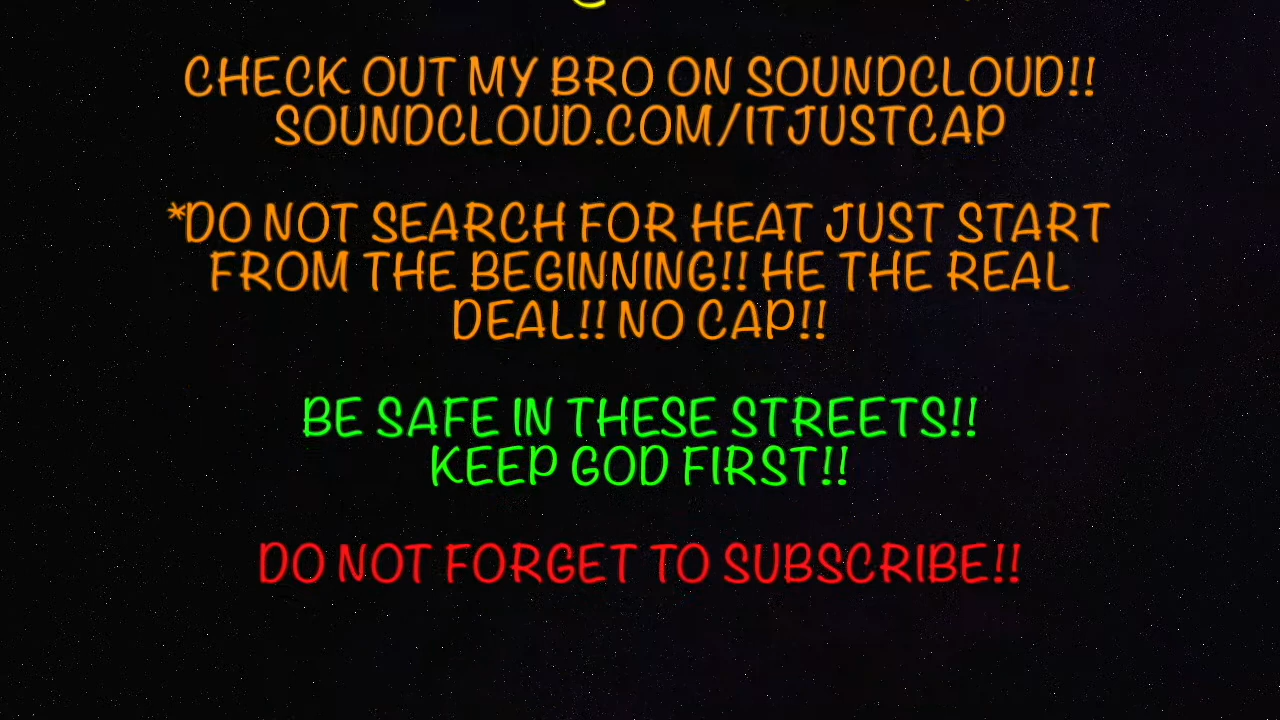 CHECK OUT MY BRO ON SOUNDCLOUD!!
SOUNDCLOUD.COM/ITJUSTCAP
*DO NOT SEARCH FOR HEAT JUST START
FROM THE BEGINNING!! HE THE REAL
DEAL!! NO CAP!!
BE SAFE IN THESE STREETS!!
KEEP GOD FIRST!!
DO NOT FORGET TO SUBSCRIBE!!